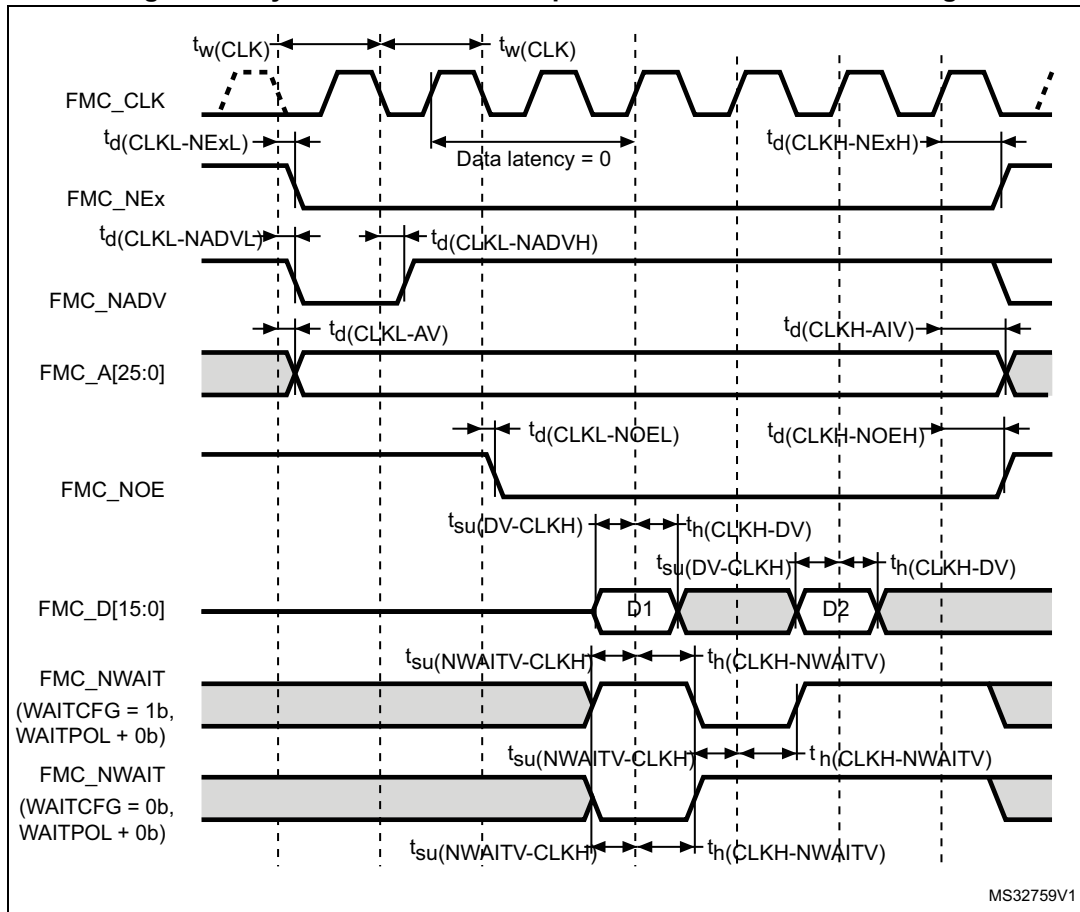 tw(CLK)
tw(CLK)
FMC_CLK
td(CLKL-NExL)
Data latency = 0
td(CLKH-NExH)
FMC_NEx
td(CLKL-NADVL)
td(CLKL-NADVH)
FMC_NADV
td(CLKL-AV)
td(CLKH-AIV)
FMC_A[25:0]
td(CLKL-NOEL)
td(CLKH-NOEH)
FMC_NOE
tsu(DV-CLKH)
th(CLKH-DV)
tsu(DV-CLKH)
th(CLKH-DV)
FMC_D[15:0]
D1
D2
tsu(NWAITV-CLKH)
th(CLKH-NWAITV)
FMC_NWAIT
(WAITCFG = 1b,
WAITPOL + 0b)
tsu(NWAITV-CLKH)
th(CLKH-NWAITV)
FMC_NWAIT
(WAITCFG = 0b,
WAITPOL + 0b)
tsu(NWAITV-CLKH)
th(CLKH-NWAITV)
MS32759V1